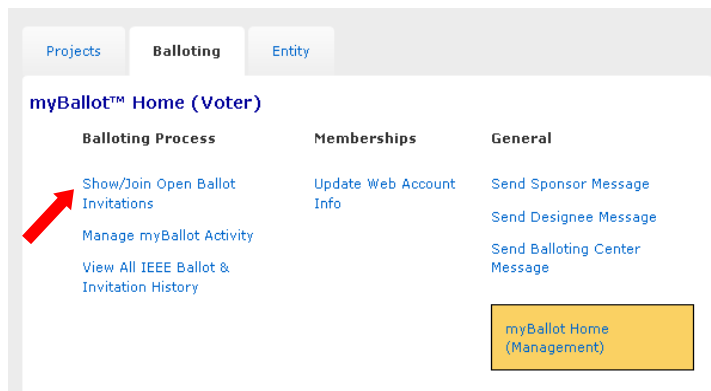 Projects
Balloting
Entity
myBallot™ Home (Voter)
Balloting Process
Show/Join Open Ballot
Invitations
Manage myBallot Activity
View All IEEE Ballot &
Invitation History
Memberships
Update Web Account
Info
General
Send Sponsor Message
Send Designee Message
Send Balloting Center
Message
myBallot Home
(Management)